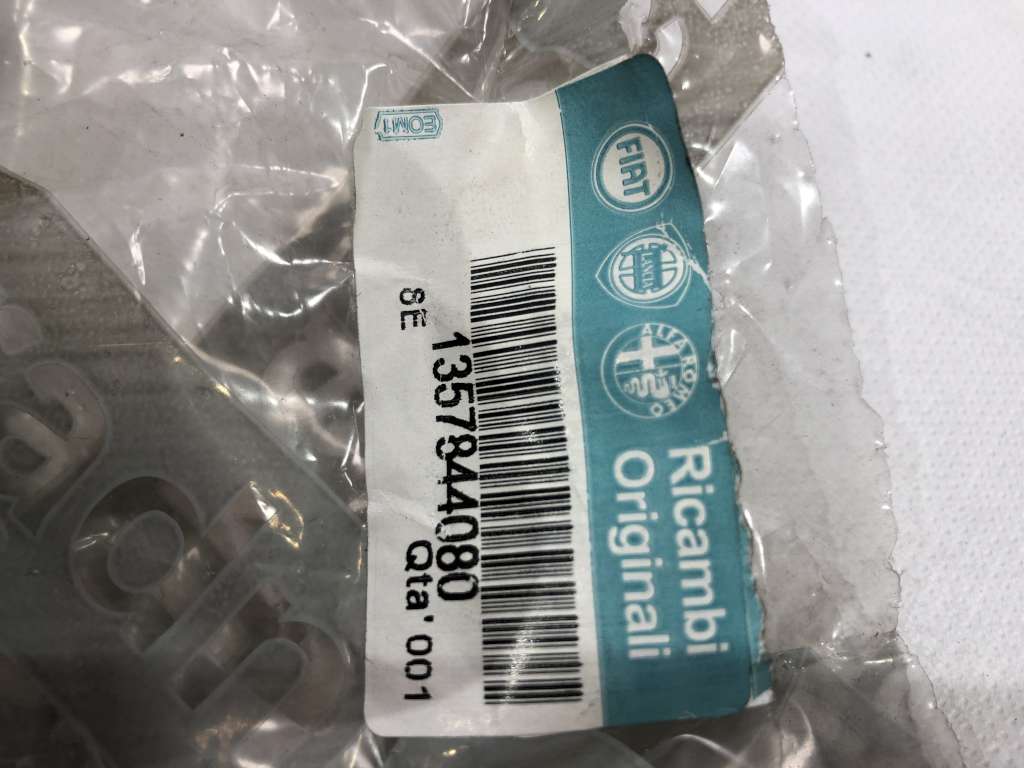 FIAT
LANCIA
ALFA ROMEO
Ricambi
Originali
1357844080
8E
Qta'001
EOM1